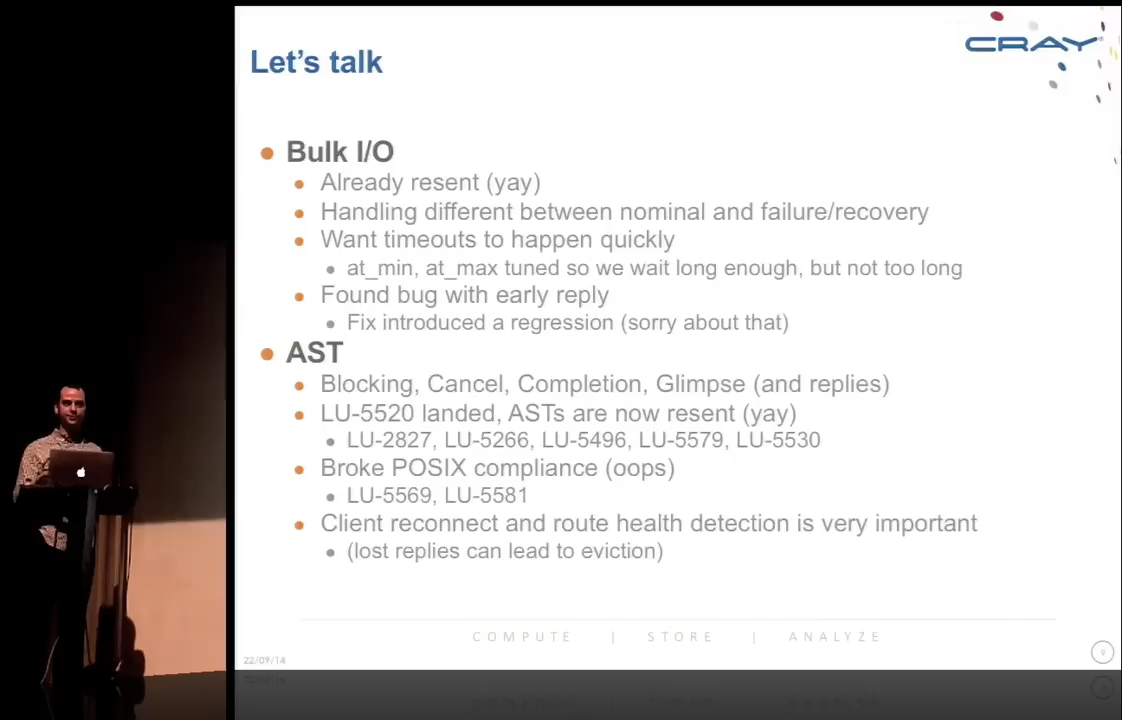 Let's talk
CRAY
Bulk I/O
Already resent (yay)
Handling different between nominal and failure/recovery
Want timeouts to happen quickly
at_min, at_max tuned so we wait long enough, but not too long
Found bug with early reply
Fix introduced a regression (sorry about that)
AST
Blocking, Cancel, Completion, Glimpse (and replies)
LU-5520 landed, ASTs are now resent (yay)
LU-2827, LU-5266, LU-5496, LU-5579, LU-5530
Broke POSIX compliance (oops)
LU-5569, LU-5581
Client reconnect and route health detection is very important
(lost replies can lead to eviction)
COMPUTE | STORE | ANALYZE
22/09/14
9